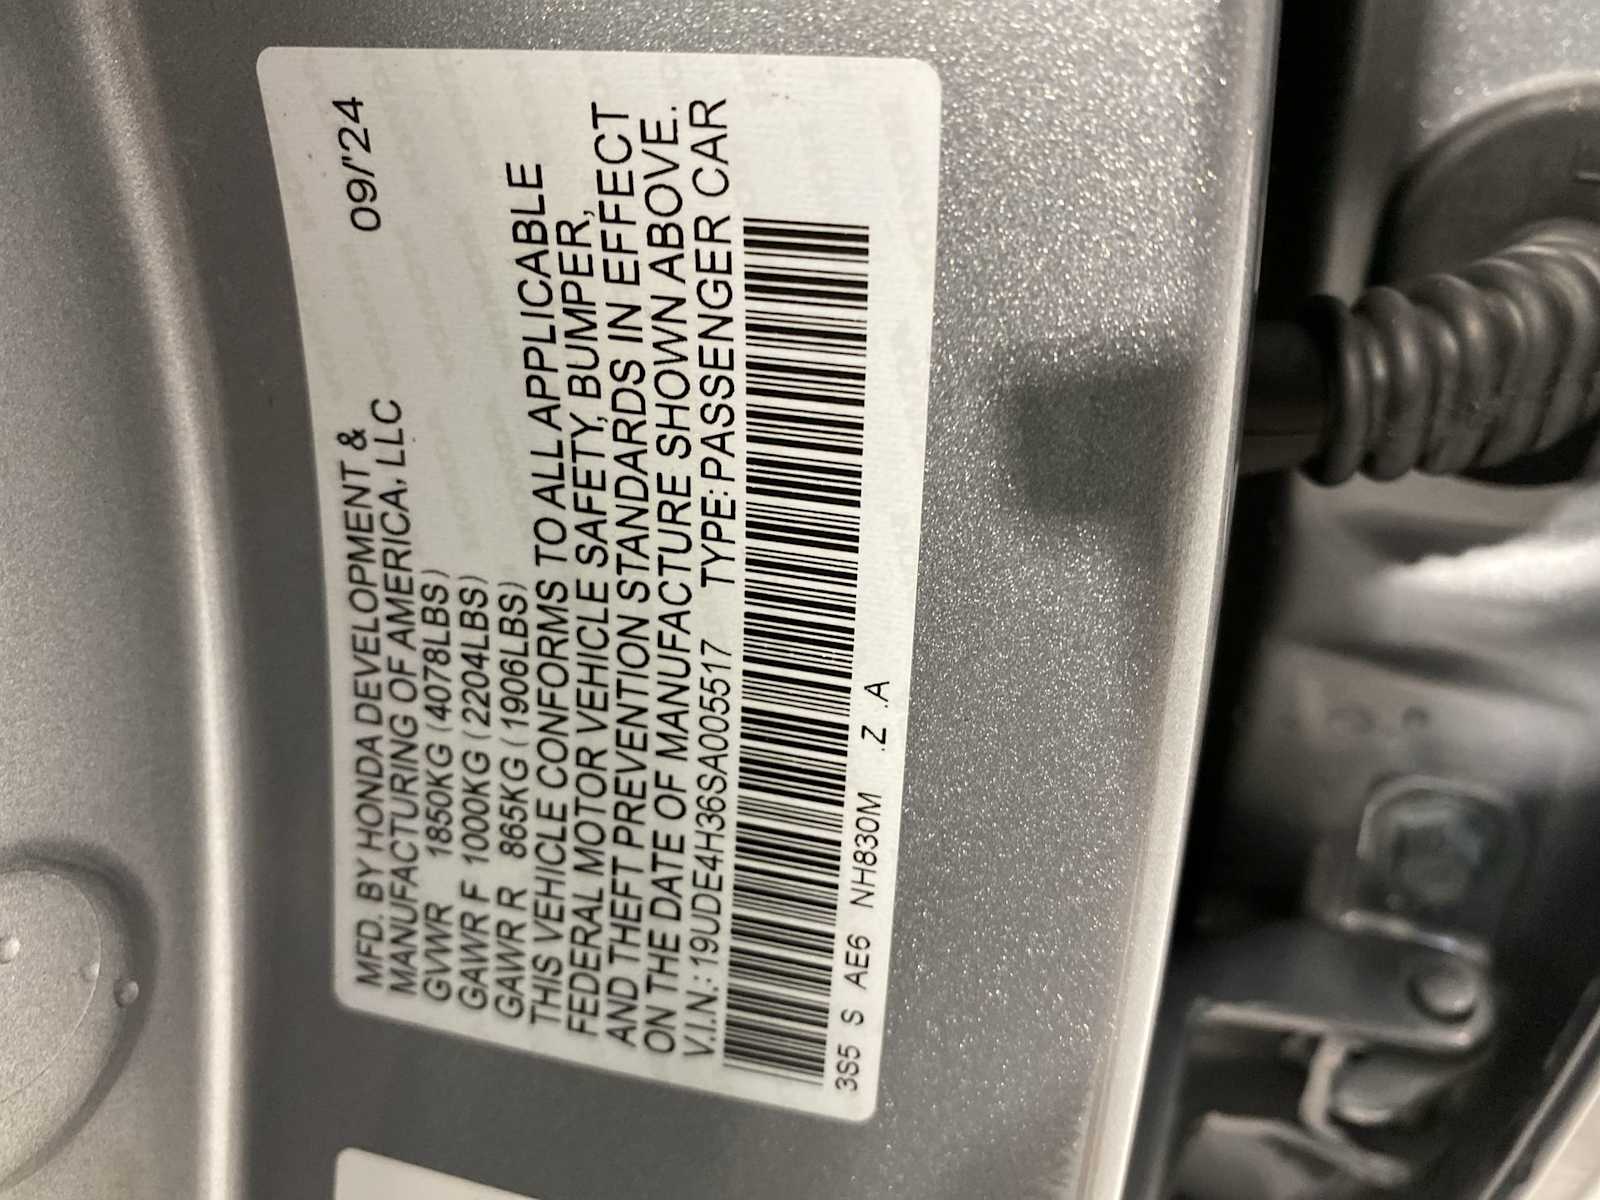 MFD. BY HONDA DEVELOPMENT & 09/'24
MANUFACTURING OF AMERICA, LLC
GVWR 1850KG (4078LBS)
GAWR F 1000KG (2204LBS)
GAWR R 865KG (1906LBS)
THIS VEHICLE CONFORMS TO ALL APPLICABLE
FEDERAL MOTOR VEHICLE SAFETY, BUMPER,
AND THEFT PREVENTION STANDARDS IN EFFECT
ON THE DATE OF MANUFACTURE SHOWN ABOVE.
V.I.N.: 19UDE4H36SA005517 TYPE: PASSENGER CAR
3S5 S AE6 NH830M .Z .A